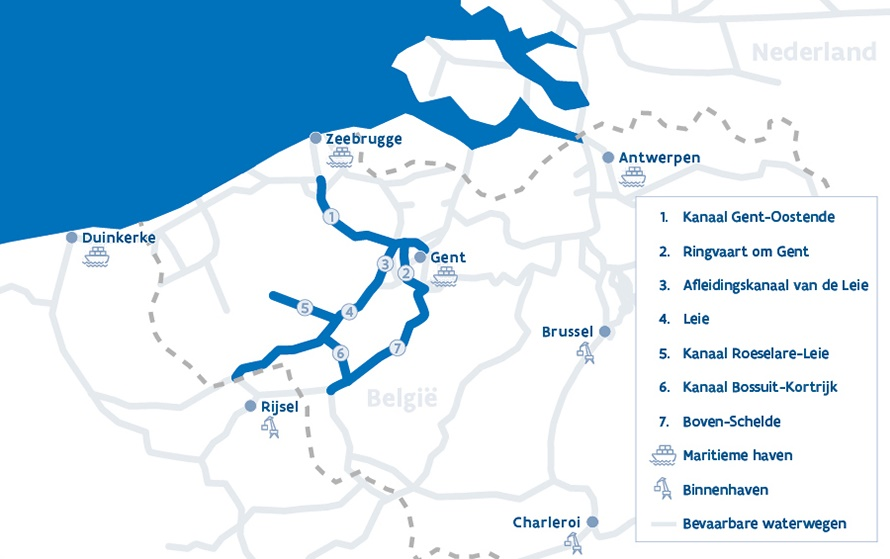 Nederland
Zeebrugge
Antwerpen
Duinkerke
Gent
Brussel
België
Rijsel
Charleroi
1
2
3
4
5
6
7
1. Kanaal Gent-Oostende
2. Ringvaart om Gent
3. Afleidingskanaal van de Leie
4. Leie
5. Kanaal Roeselare-Leie
6. Kanaal Bossuit-Kortrijk
7. Boven-Schelde
Maritieme haven
Binnenhaven
Bevaarbare waterwegen